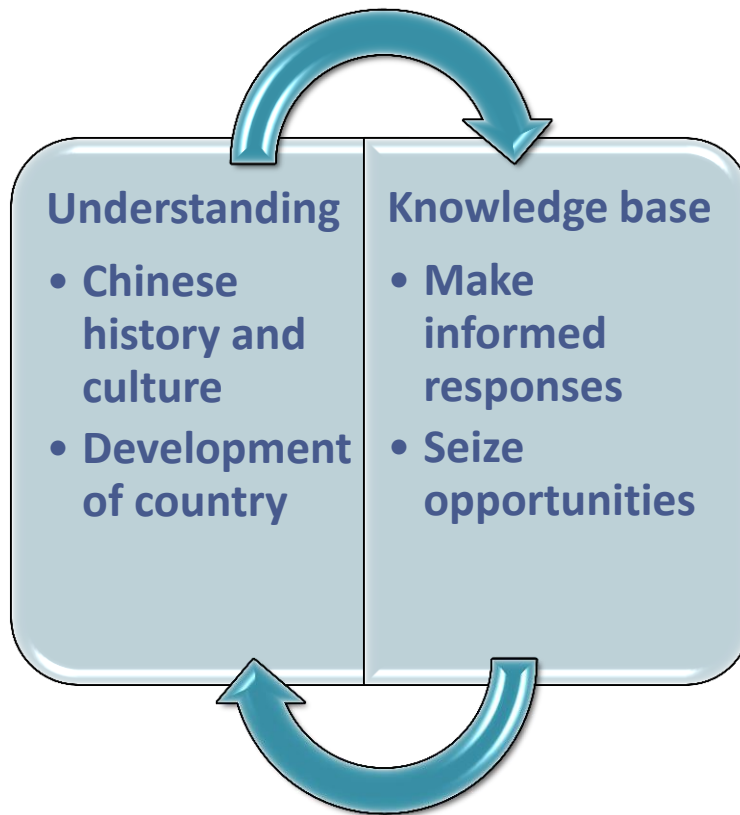 Understanding
• Chinese
history and
culture
• Development
of country
Knowledge base
• Make
informed
responses
• Seize
opportunities